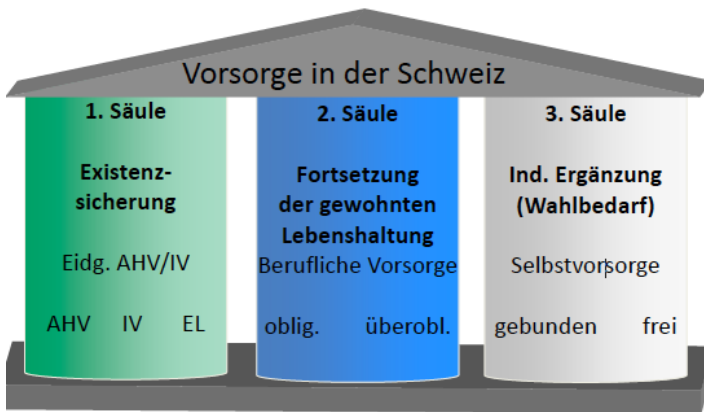 Vorsorge in der Schweiz
1. Säule
Existenz-
sicherung
Eidg. AHV/IV
AHV IV EL
2. Säule
Fortsetzung
der gewohnten
Lebenshaltung
Berufliche Vorsorge
oblig. überobl.
3. Säule
Ind. Ergänzung
(Wahlbedarf)
Selbstvorsorge
gebunden frei